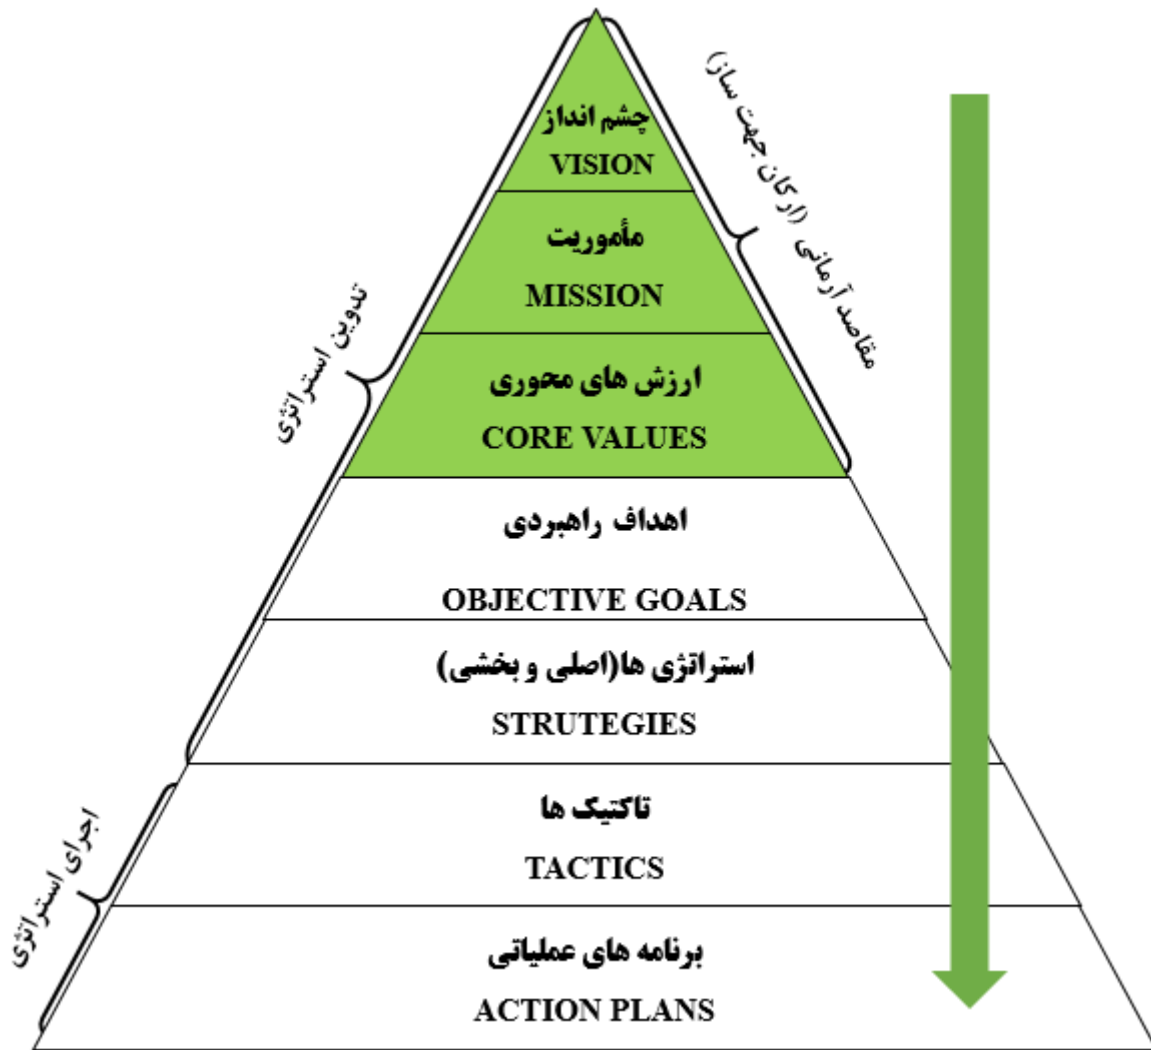 چشم انداز
VISION
مأموریت
MISSION
ارزش های محوری
CORE VALUES
اهداف راهبردی
OBJECTIVE GOALS
استراتژی ها(اصلی و بخشی)
STRUTEGIES
تاکتیک ها
TACTICS
برنامه های عملیاتی
ACTION PLANS
مقاصد آرمانی (ارکان جهت ساز)
تدوین استراتژی
اجرای استراتژی